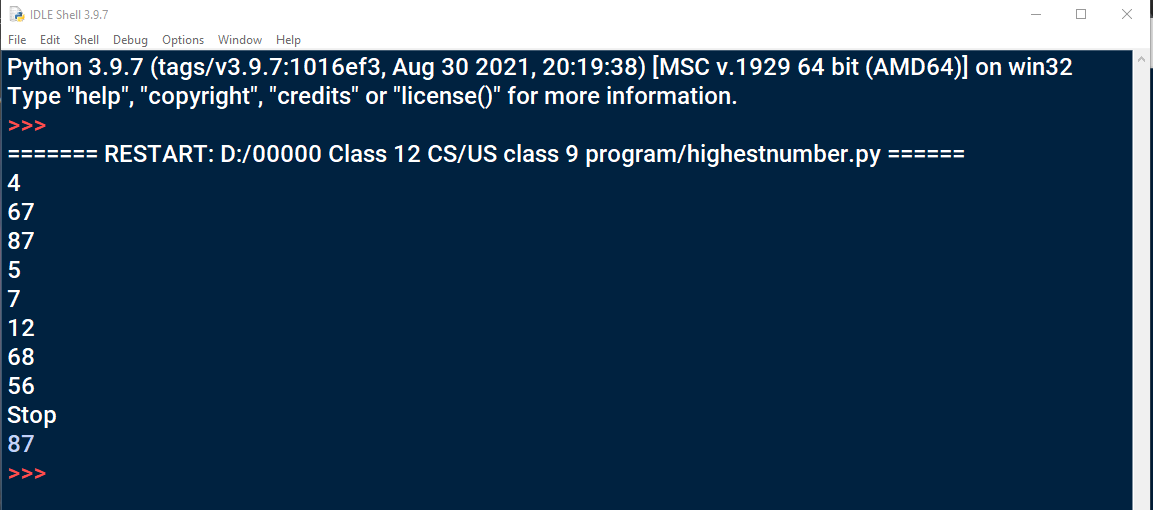 IDLE Shell 3.9.7
File Edit Shell Debug Options Window Help
Python 3.9.7 (tags/v3.9.7:1016ef3, Aug 30 2021, 20:19:38) [MSC v.1929 64 bit (AMD64)] on win32
Type "help", "copyright", "credits" or "license()" for more information.
>>>
======= RESTART: D:/00000 Class 12 CS/US class 9 program/highestnumber.py ======
4
67
87
5
7
12
68
56
Stop
87
>>>